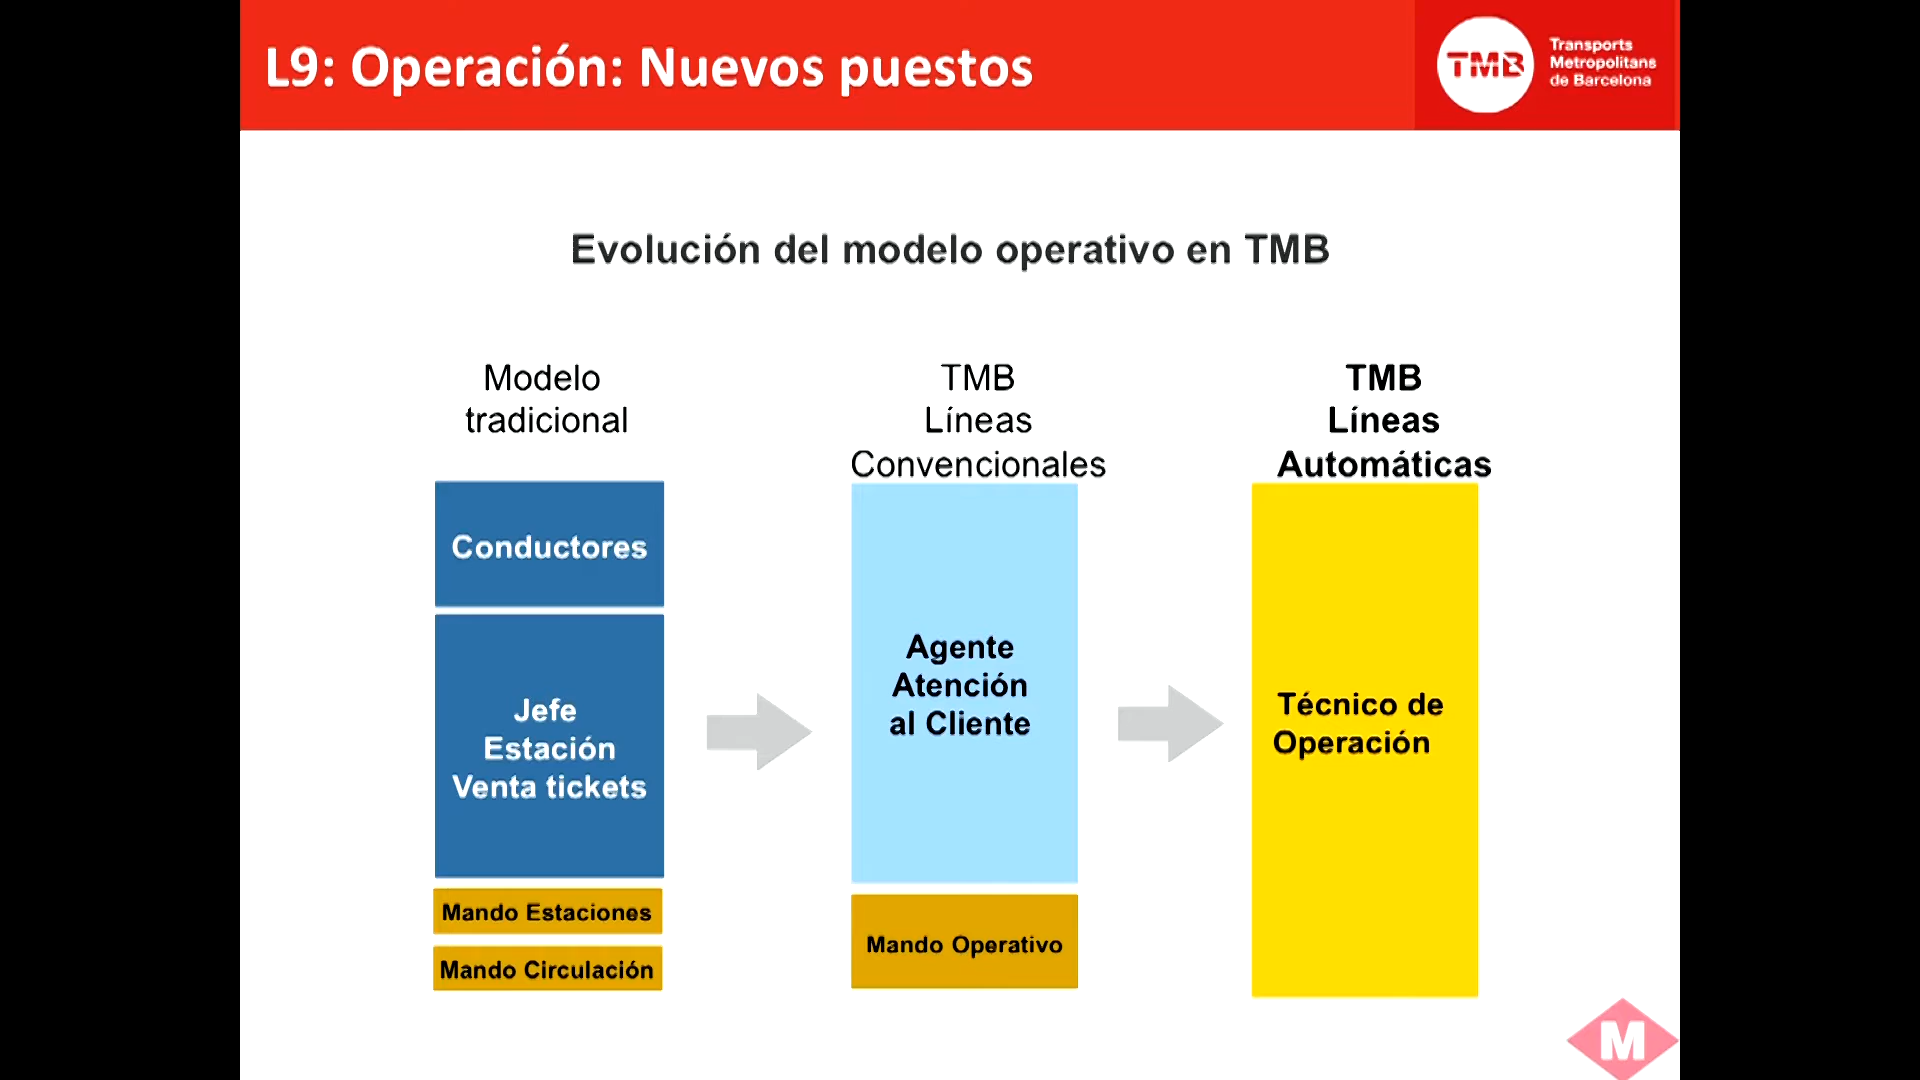 L9: Operación: Nuevos puestos
TMB
Transports
Metropolitans
de Barcelona
Evolución del modelo operativo en TMB
Modelo
tradicional
Conductores
Jefe
Estación
Venta tickets
Mando Estaciones
Mando Circulación
TMB
Líneas
Convencionales
Agente
Atención
al Cliente
Mando Operativo
TMB
Líneas
Automáticas
Técnico de
Operación
M